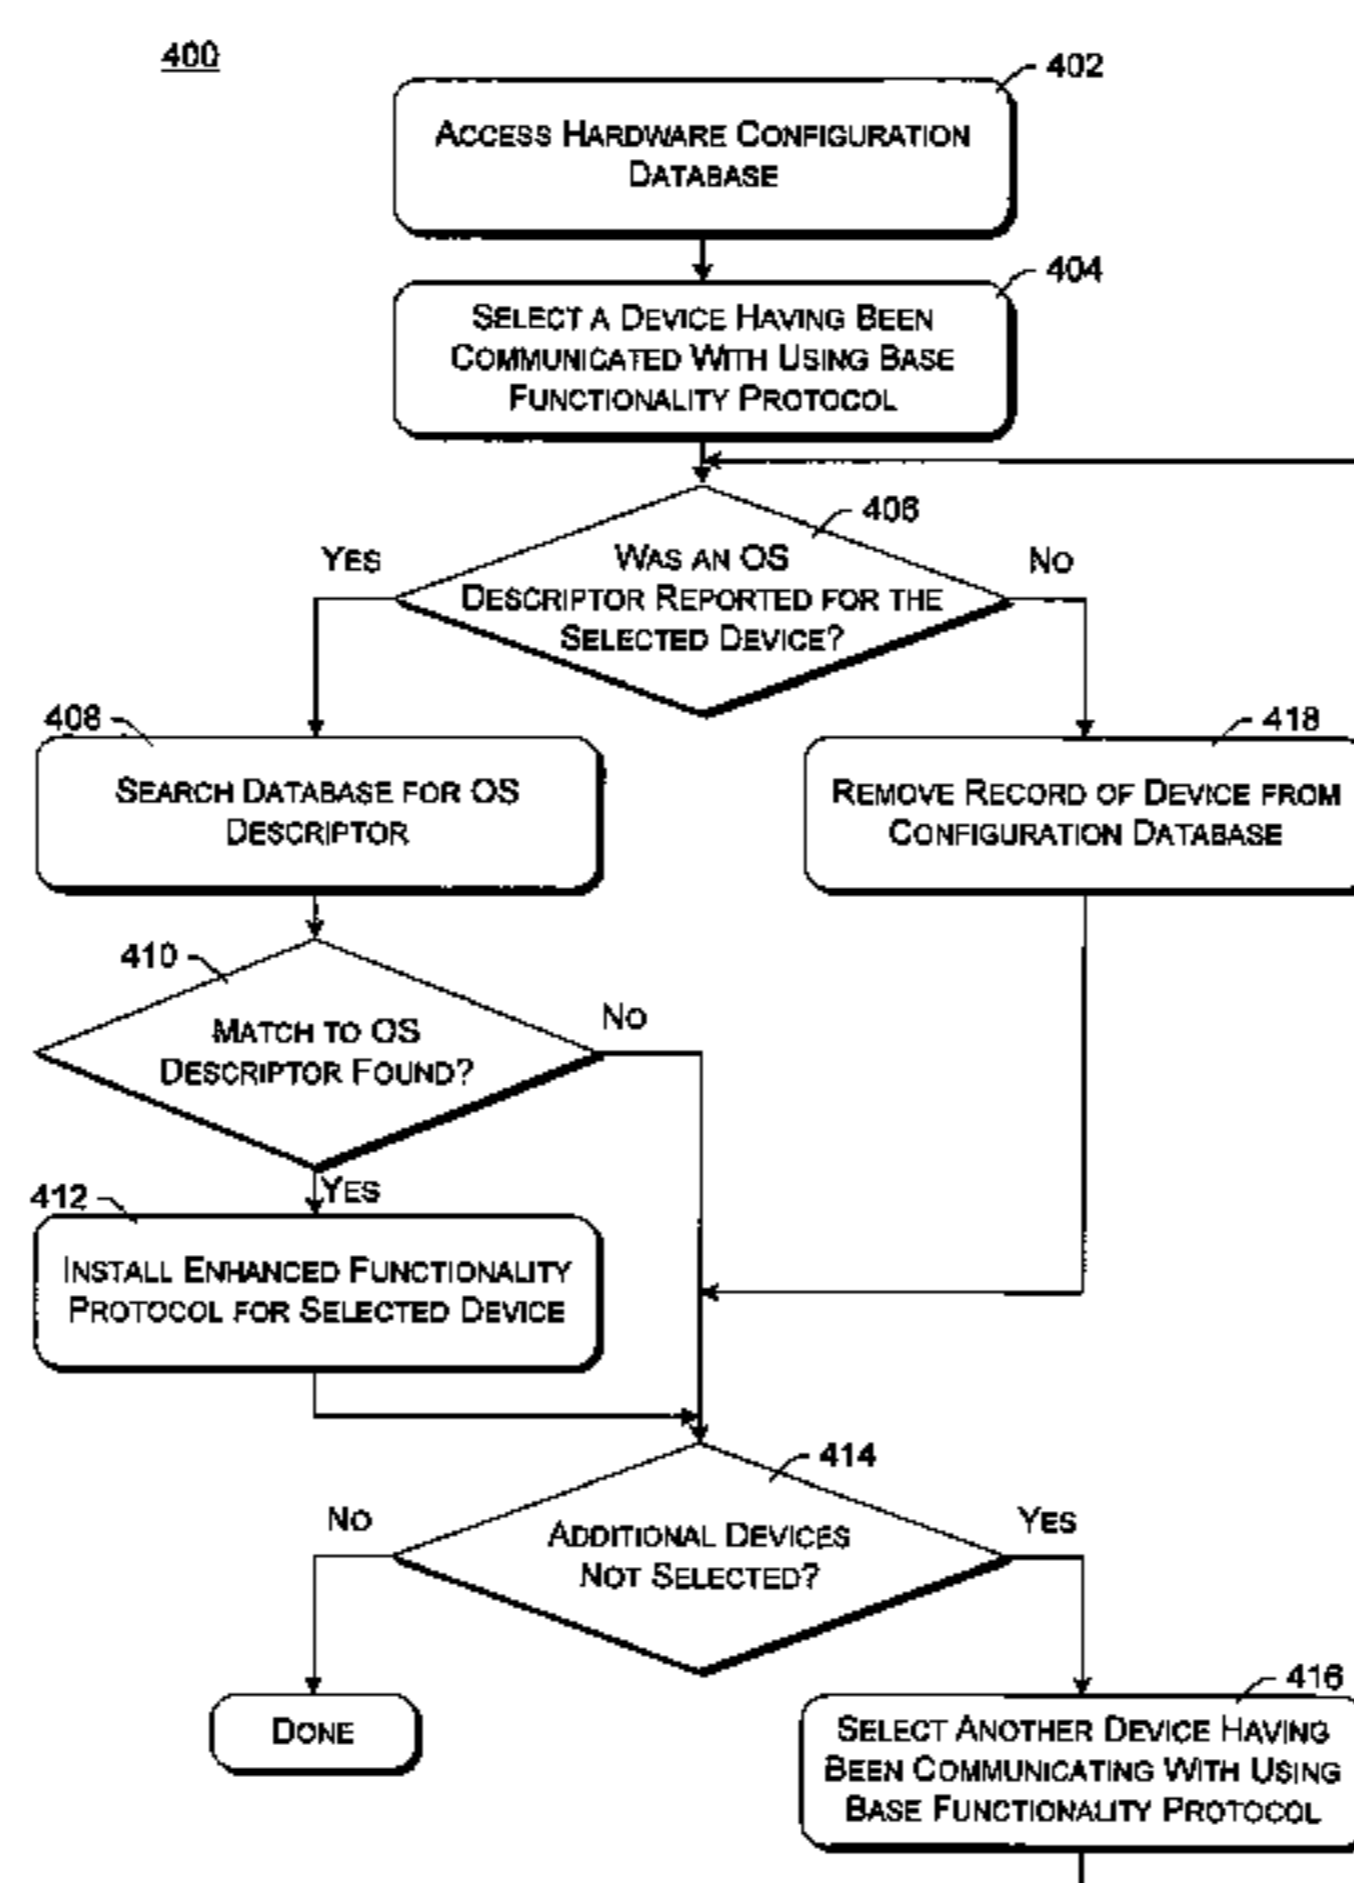 400
402
ACCESS HARDWARE CONFIGURATION
DATABASE
404
SELECT A DEVICE HAVING BEEN
COMMUNICATED WITH USING BASE
FUNCTIONALITY PROTOCOL
406
YES
WAS AN OS
DESCRIPTOR REPORTED FOR THE
SELECTED DEVICE?
NO
408
SEARCH DATABASE FOR OS
DESCRIPTOR
418
REMOVE RECORD OF DEVICE FROM
CONFIGURATION DATABASE
410
MATCH TO OS
DESCRIPTOR FOUND?
NO
YES
412
INSTALL ENHANCED FUNCTIONALITY
PROTOCOL FOR SELECTED DEVICE
414
NO
ADDITIONAL DEVICES
NOT SELECTED?
YES
DONE
416
SELECT ANOTHER DEVICE HAVING
BEEN COMMUNICATING WITH USING
BASE FUNCTIONALITY PROTOCOL